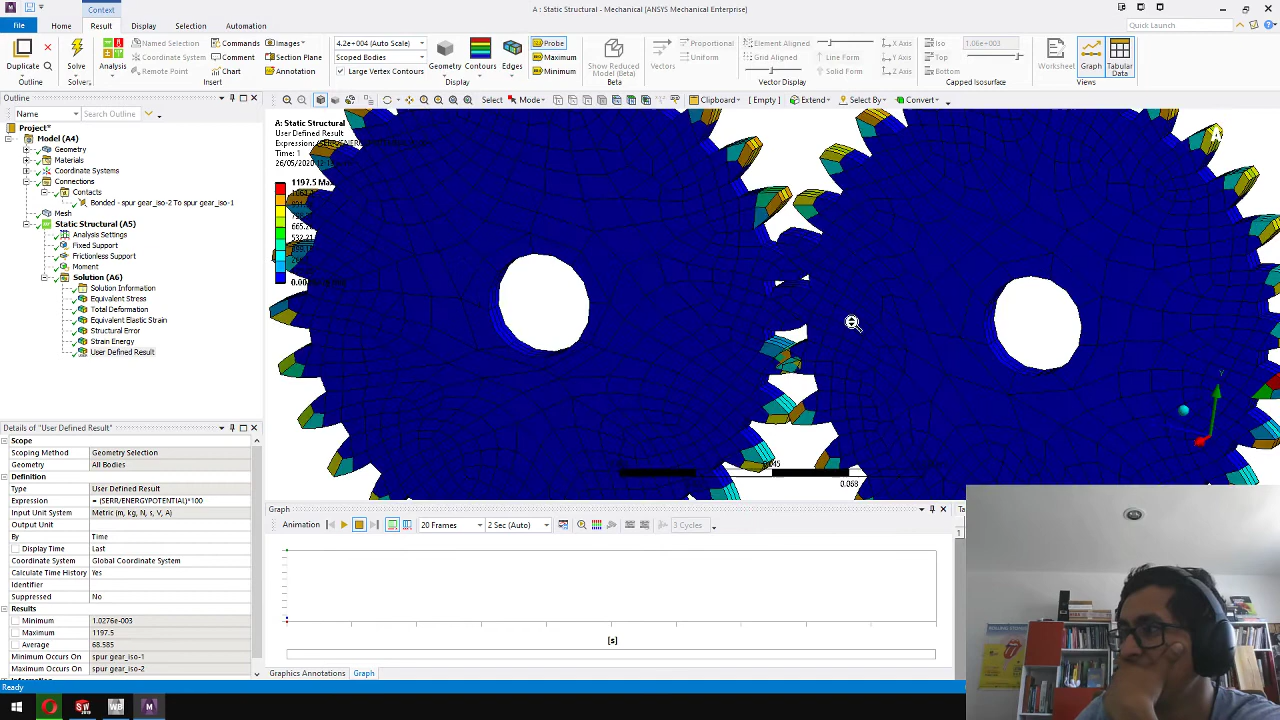 A : Static Structural - Mechanical (ANSYS Mechanical Enterprise)
Context
File Home Result Display Selection Automation
Quick Launch
Duplicate Solve Analysis
Named Selection
Coordinate System
Remote Point
Commands
Comment
Chart
Images
Section Plane
Annotation
4.2e+004 (Auto Scale)
Scoped Bodies
Vertex Contours
Geometry Contours Edges
Probe
Maximum
Minimum
Show Reduced
Model (Beta)
Vectors
Proportional
Uniform
Element Align
Grid Aligned
Line Form
Solid Form
X Axis
Y Axis
Z Axis
Iso
Top
Bottom
1.06e+003
Worksheet Graph Tabular
Data
Outline Solver Insert Display Beta Vector Display Capped Isosurface Views
Outline
Name Search Outline
Select Mode Clipboard [ Empty ] Extend Select By Convert
Project*
Model (A4)
Geometry
Materials
Coordinate Systems
Connections
Contacts
Bonded - spur gear_iso-2 To spur gear_iso-1
Mesh
Static Structural (A5)
Analysis Settings
Fixed Support
Frictionless Support
Moment
Solution (A6)
Solution Information
Equivalent Stress
Total Deformation
Equivalent Elastic Strain
Structural Error
Strain Energy
User Defined Result
A: Static Structural
User Defined Result
Time: 1
1197.5 Max
Y
0.045
0.068
Details of "User Defined Result"
Scope
Scoping Method Geometry Selection
Geometry All Bodies
Definition
Type User Defined Result
Expression = (SERR/ENERGYPOTENTIAL)*100
Input Unit System Metric (m, kg, N, s, V, A)
Output Unit
By Time
Display Time Last
Coordinate System Global Coordinate System
Calculate Time History Yes
Identifier
Suppressed No
Results
Minimum 1.0276e-003
Maximum 1197.5
Average 68.585
Minimum Occurs On spur gear_iso-1
Maximum Occurs On spur gear_iso-2
Graph
Animation 20 Frames 2 Sec (Auto) 3 Cycles
1
[s]
Graphics Annotations Graph
Ready